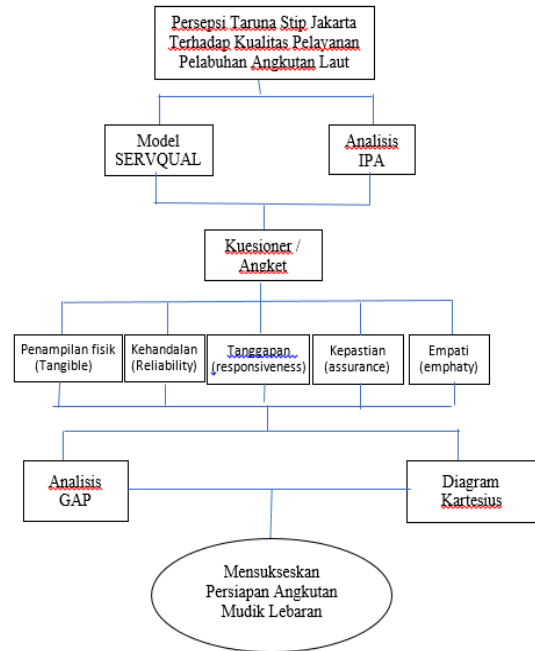 Persepsi Taruna Stip Jakarta
Terhadap Kualitas Pelayanan
Pelabuhan Angkutan Laut
Model
SERVQUAL
Analisis
IPA
Kuesioner /
Angket
Penampilan fisik
(Tangible)
Kehandalan
(Reliability)
Tanggapan
(responsiveness)
Kepastian
(assurance)
Empati
(emphaty)
Analisis
GAP
Diagram
Kartesius
Mensukseskan
Persiapan Angkutan
Mudik Lebaran